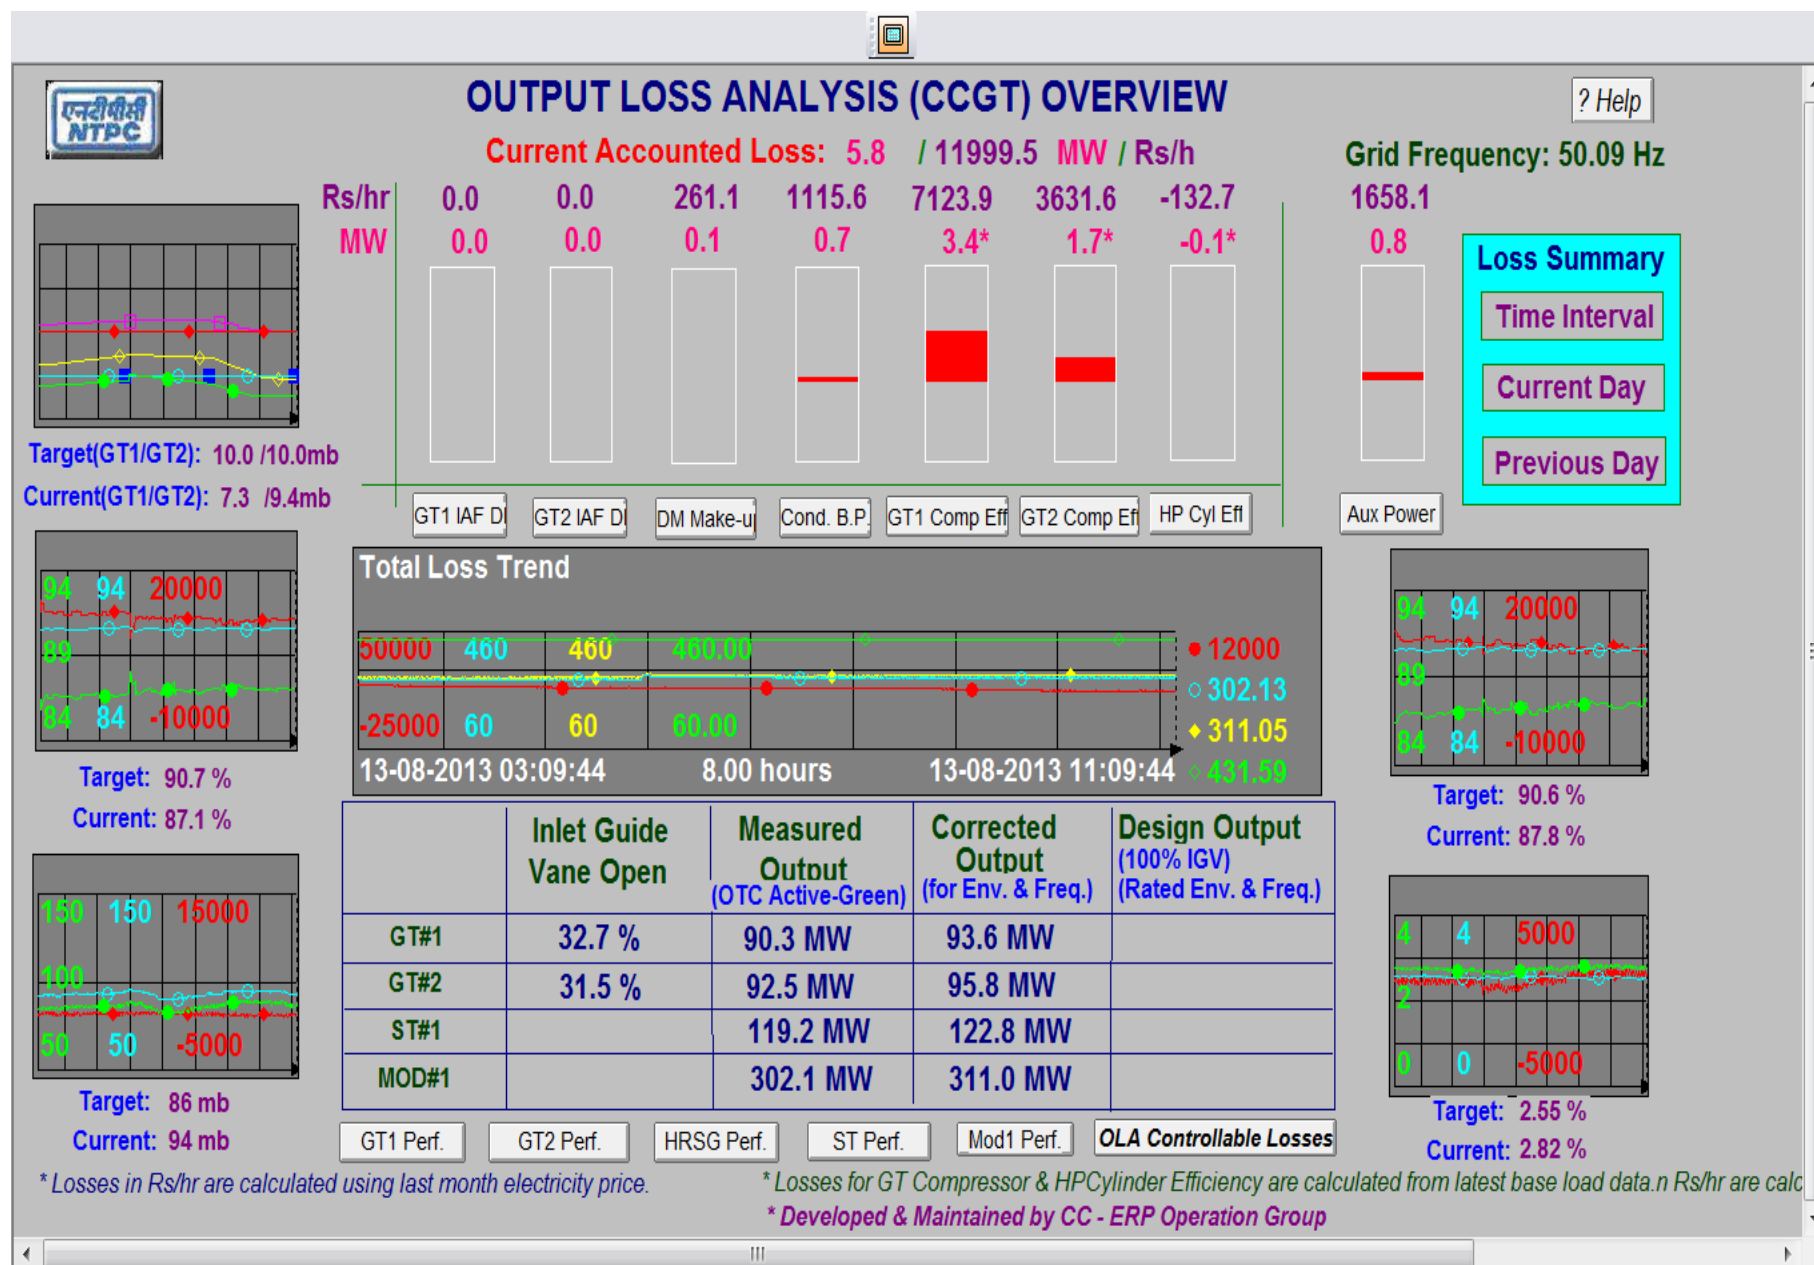 एनटीपीसी
NTPC
OUTPUT LOSS ANALYSIS (CCGT) OVERVIEW
? Help
Current Accounted Loss: 5.8 / 11999.5 MW / Rs/h
Grid Frequency: 50.09 Hz
Rs/hr 0.0 0.0 261.1 1115.6 7123.9 3631.6 -132.7 1658.1
MW 0.0 0.0 0.1 0.7 3.4* 1.7* -0.1* 0.8
Loss Summary
Time Interval
Current Day
Previous Day
Target(GT1/GT2): 10.0 /10.0mb
Current(GT1/GT2): 7.3 /9.4mb
GT1 IAF DI GT2 IAF DI DM Make-u Cond. B.P. GT1 Comp Eff GT2 Comp Eff HP Cyl Eff Aux Power
94 94 20000
89
84 84 -10000
Target: 90.7 %
Current: 87.1 %
Total Loss Trend
50000 460 460 460.00
-25000 60 60 60.00
12000
302.13
311.05
431.59
13-08-2013 03:09:44 8.00 hours 13-08-2013 11:09:44
94 94 20000
89
84 84 -10000
Target: 90.6 %
Current: 87.8 %
150 150 15000
100
50 50 -5000
Target: 86 mb
Current: 94 mb
Inlet Guide
Vane Open
Measured
Output
(OTC Active-Green)
Corrected
Output
(for Env. & Freq.)
Design Output
(100% IGV)
(Rated Env. & Freq.)
GT#1 32.7 % 90.3 MW 93.6 MW
GT#2 31.5 % 92.5 MW 95.8 MW
ST#1 119.2 MW 122.8 MW
MOD#1 302.1 MW 311.0 MW
4 4 5000
2
0 0 -5000
Target: 2.55 %
Current: 2.82 %
GT1 Perf. GT2 Perf. HRSG Perf. ST Perf. Mod1 Perf. OLA Controllable Losses
* Losses in Rs/hr are calculated using last month electricity price.
* Losses for GT Compressor & HPCylinder Efficiency are calculated from latest base load data.n Rs/hr are calc
* Developed & Maintained by CC - ERP Operation Group